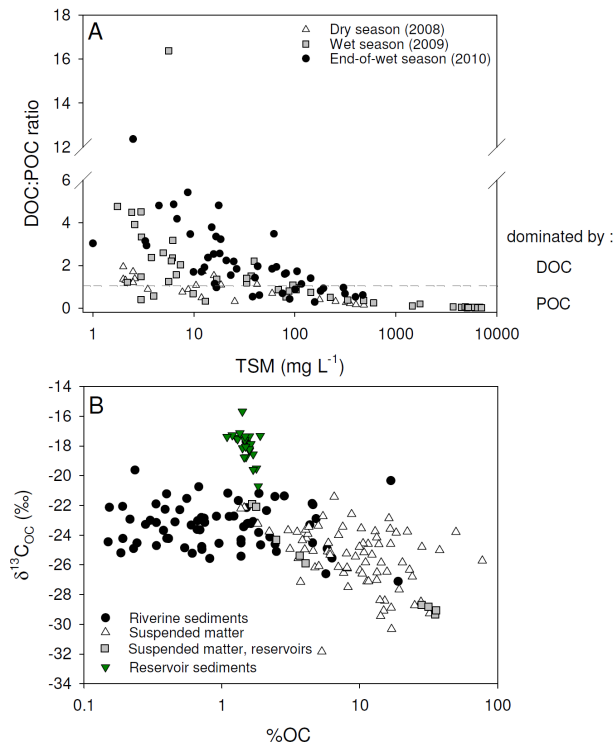 A
Dry season (2008)
Wet season (2009)
End-of-wet season (2010)
18
16
14
12
6
4
2
0
DOC:POC ratio
dominated by :
DOC
POC
1
10
100
1000
10000
TSM (mg L⁻¹)
B
-14
-16
-18
-20
-22
-24
-26
-28
-30
-32
-34
δ¹³C_OC (‰)
Riverine sediments
Suspended matter
Suspended matter, reservoirs
Reservoir sediments
0.1
1
10
100
%OC